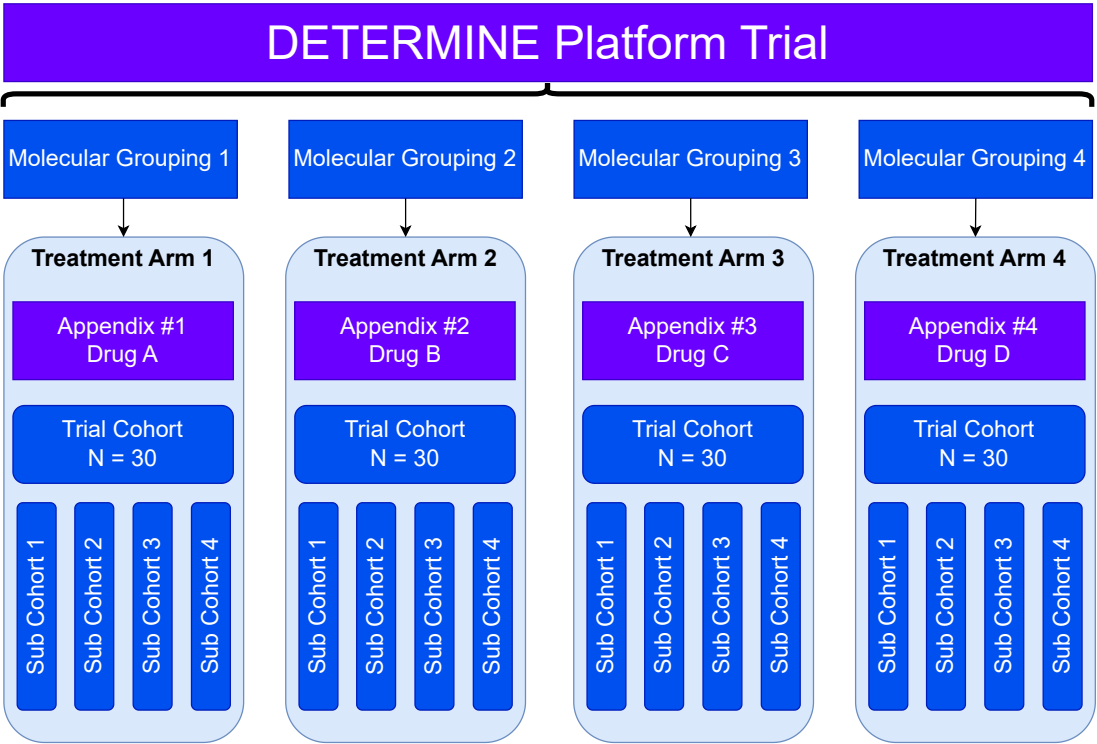 DETERMINE Platform Trial
Molecular Grouping 1
Molecular Grouping 2
Molecular Grouping 3
Molecular Grouping 4
Treatment Arm 1
Appendix #1
Drug A
Trial Cohort
N = 30
Sub Cohort 1
Sub Cohort 2
Sub Cohort 3
Sub Cohort 4
Treatment Arm 2
Appendix #2
Drug B
Trial Cohort
N = 30
Sub Cohort 1
Sub Cohort 2
Sub Cohort 3
Sub Cohort 4
Treatment Arm 3
Appendix #3
Drug C
Trial Cohort
N = 30
Sub Cohort 1
Sub Cohort 2
Sub Cohort 3
Sub Cohort 4
Treatment Arm 4
Appendix #4
Drug D
Trial Cohort
N = 30
Sub Cohort 1
Sub Cohort 2
Sub Cohort 3
Sub Cohort 4